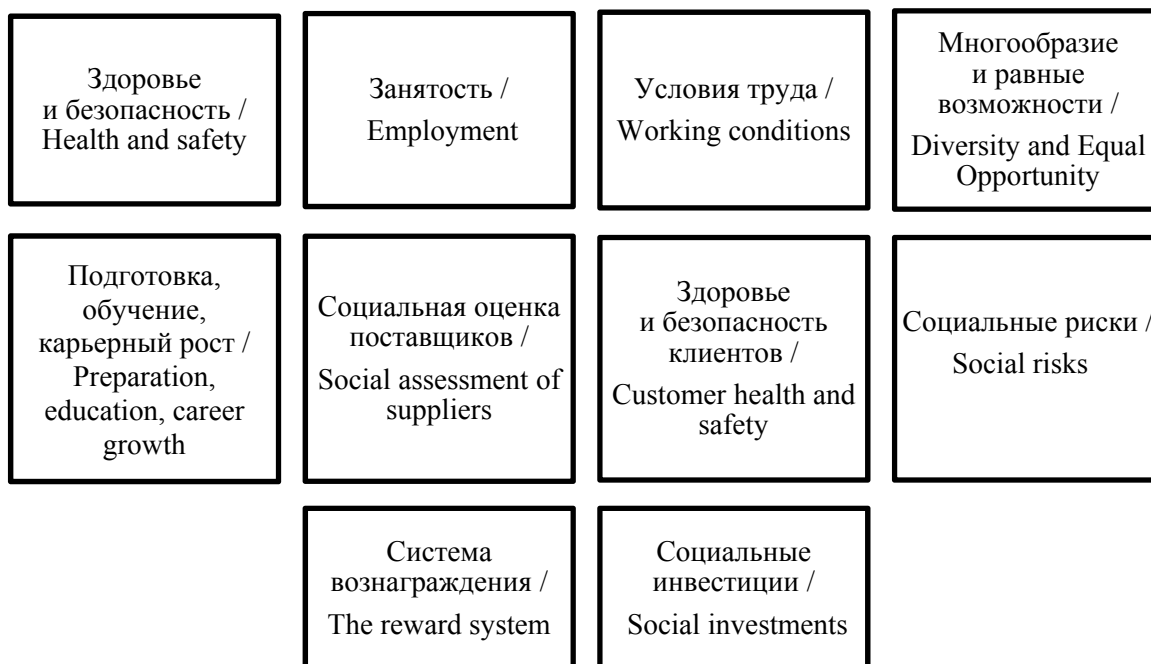 Здоровье
и безопасность /
Health and safety
Занятость /
Employment
Условия труда /
Working conditions
Многообразие
и равные
возможности /
Diversity and Equal
Opportunity
Подготовка,
обучение,
карьерный рост /
Preparation,
education, career
growth
Социальная оценка
поставщиков /
Social assessment of
suppliers
Здоровье
и безопасность
клиентов /
Customer health and
safety
Социальные риски /
Social risks
Система
вознаграждения /
The reward system
Социальные
инвестиции /
Social investments